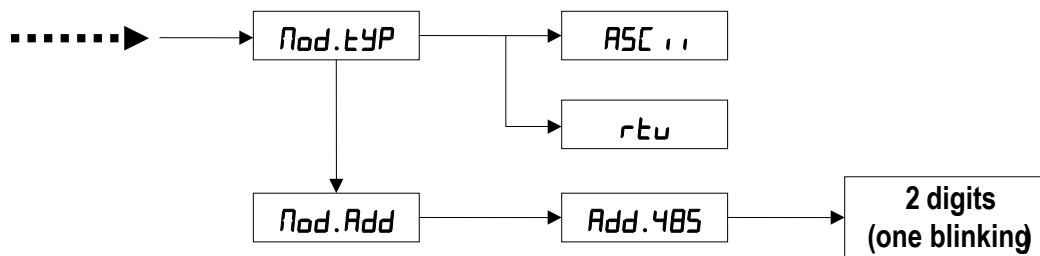 Mod.tYP
ASCii
rtu
Mod.Add
Add.485
2 digits
(one blinking)